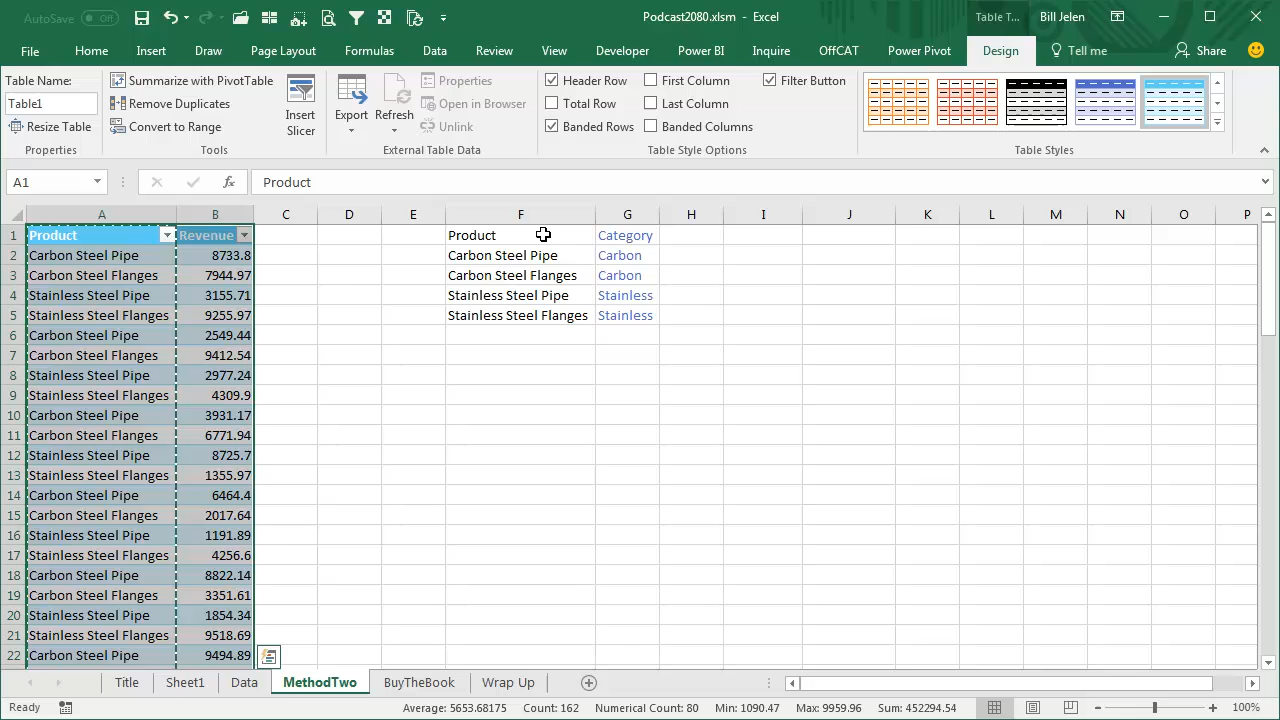 AutoSave Off
Podcast2080.xlsm - Excel
Table T...
Bill Jelen
File Home Insert Draw Page Layout Formulas Data Review View Developer Power BI Inquire OffCAT Power Pivot Design Tell me Share
Table Name:
Table1
Resize Table
Properties
Summarize with PivotTable
Remove Duplicates
Convert to Range
Tools
Insert
Slicer
Export
Refresh
Properties
Open in Browser
Unlink
External Table Data
Header Row First Column Filter Button
Total Row Last Column
Banded Rows Banded Columns
Table Style Options
Table Styles
A1 fx Product
A B C D E F G H I J K L M N O P
1 Product Revenue Product Category
2 Carbon Steel Pipe 8733.8 Carbon Steel Pipe Carbon
3 Carbon Steel Flanges 7944.97 Carbon Steel Flanges Carbon
4 Stainless Steel Pipe 3155.71 Stainless Steel Pipe Stainless
5 Stainless Steel Flanges 9255.97 Stainless Steel Flanges Stainless
6 Carbon Steel Pipe 2549.44
7 Carbon Steel Flanges 9412.54
8 Stainless Steel Pipe 2977.24
9 Stainless Steel Flanges 4309.9
10 Carbon Steel Pipe 3931.17
11 Carbon Steel Flanges 6771.94
12 Stainless Steel Pipe 8725.7
13 Stainless Steel Flanges 1355.97
14 Carbon Steel Pipe 6464.4
15 Carbon Steel Flanges 2017.64
16 Stainless Steel Pipe 1191.89
17 Stainless Steel Flanges 4256.6
18 Carbon Steel Pipe 8822.14
19 Carbon Steel Flanges 3351.61
20 Stainless Steel Pipe 1854.34
21 Stainless Steel Flanges 9518.69
22 Carbon Steel Pipe 9494.89
Title Sheet1 Data MethodTwo BuyTheBook Wrap Up
Ready Average: 5653.68175 Count: 162 Numerical Count: 80 Min: 1090.47 Max: 9959.96 Sum: 452294.54 100%